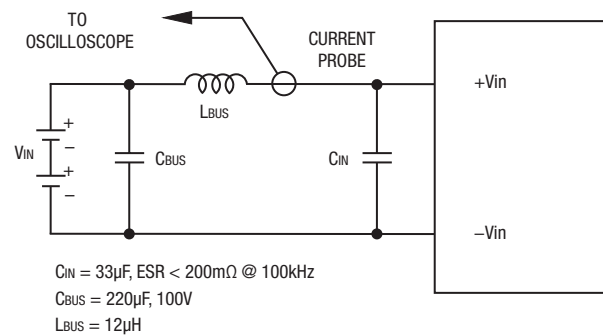 TO
OSCILLOSCOPE
CURRENT
PROBE
+Vin
LBUS
+
VIN
−
+
−
CBUS
CIN
−Vin
CIN = 33µF, ESR < 200mΩ @ 100kHz
CBUS = 220µF, 100V
LBUS = 12µH